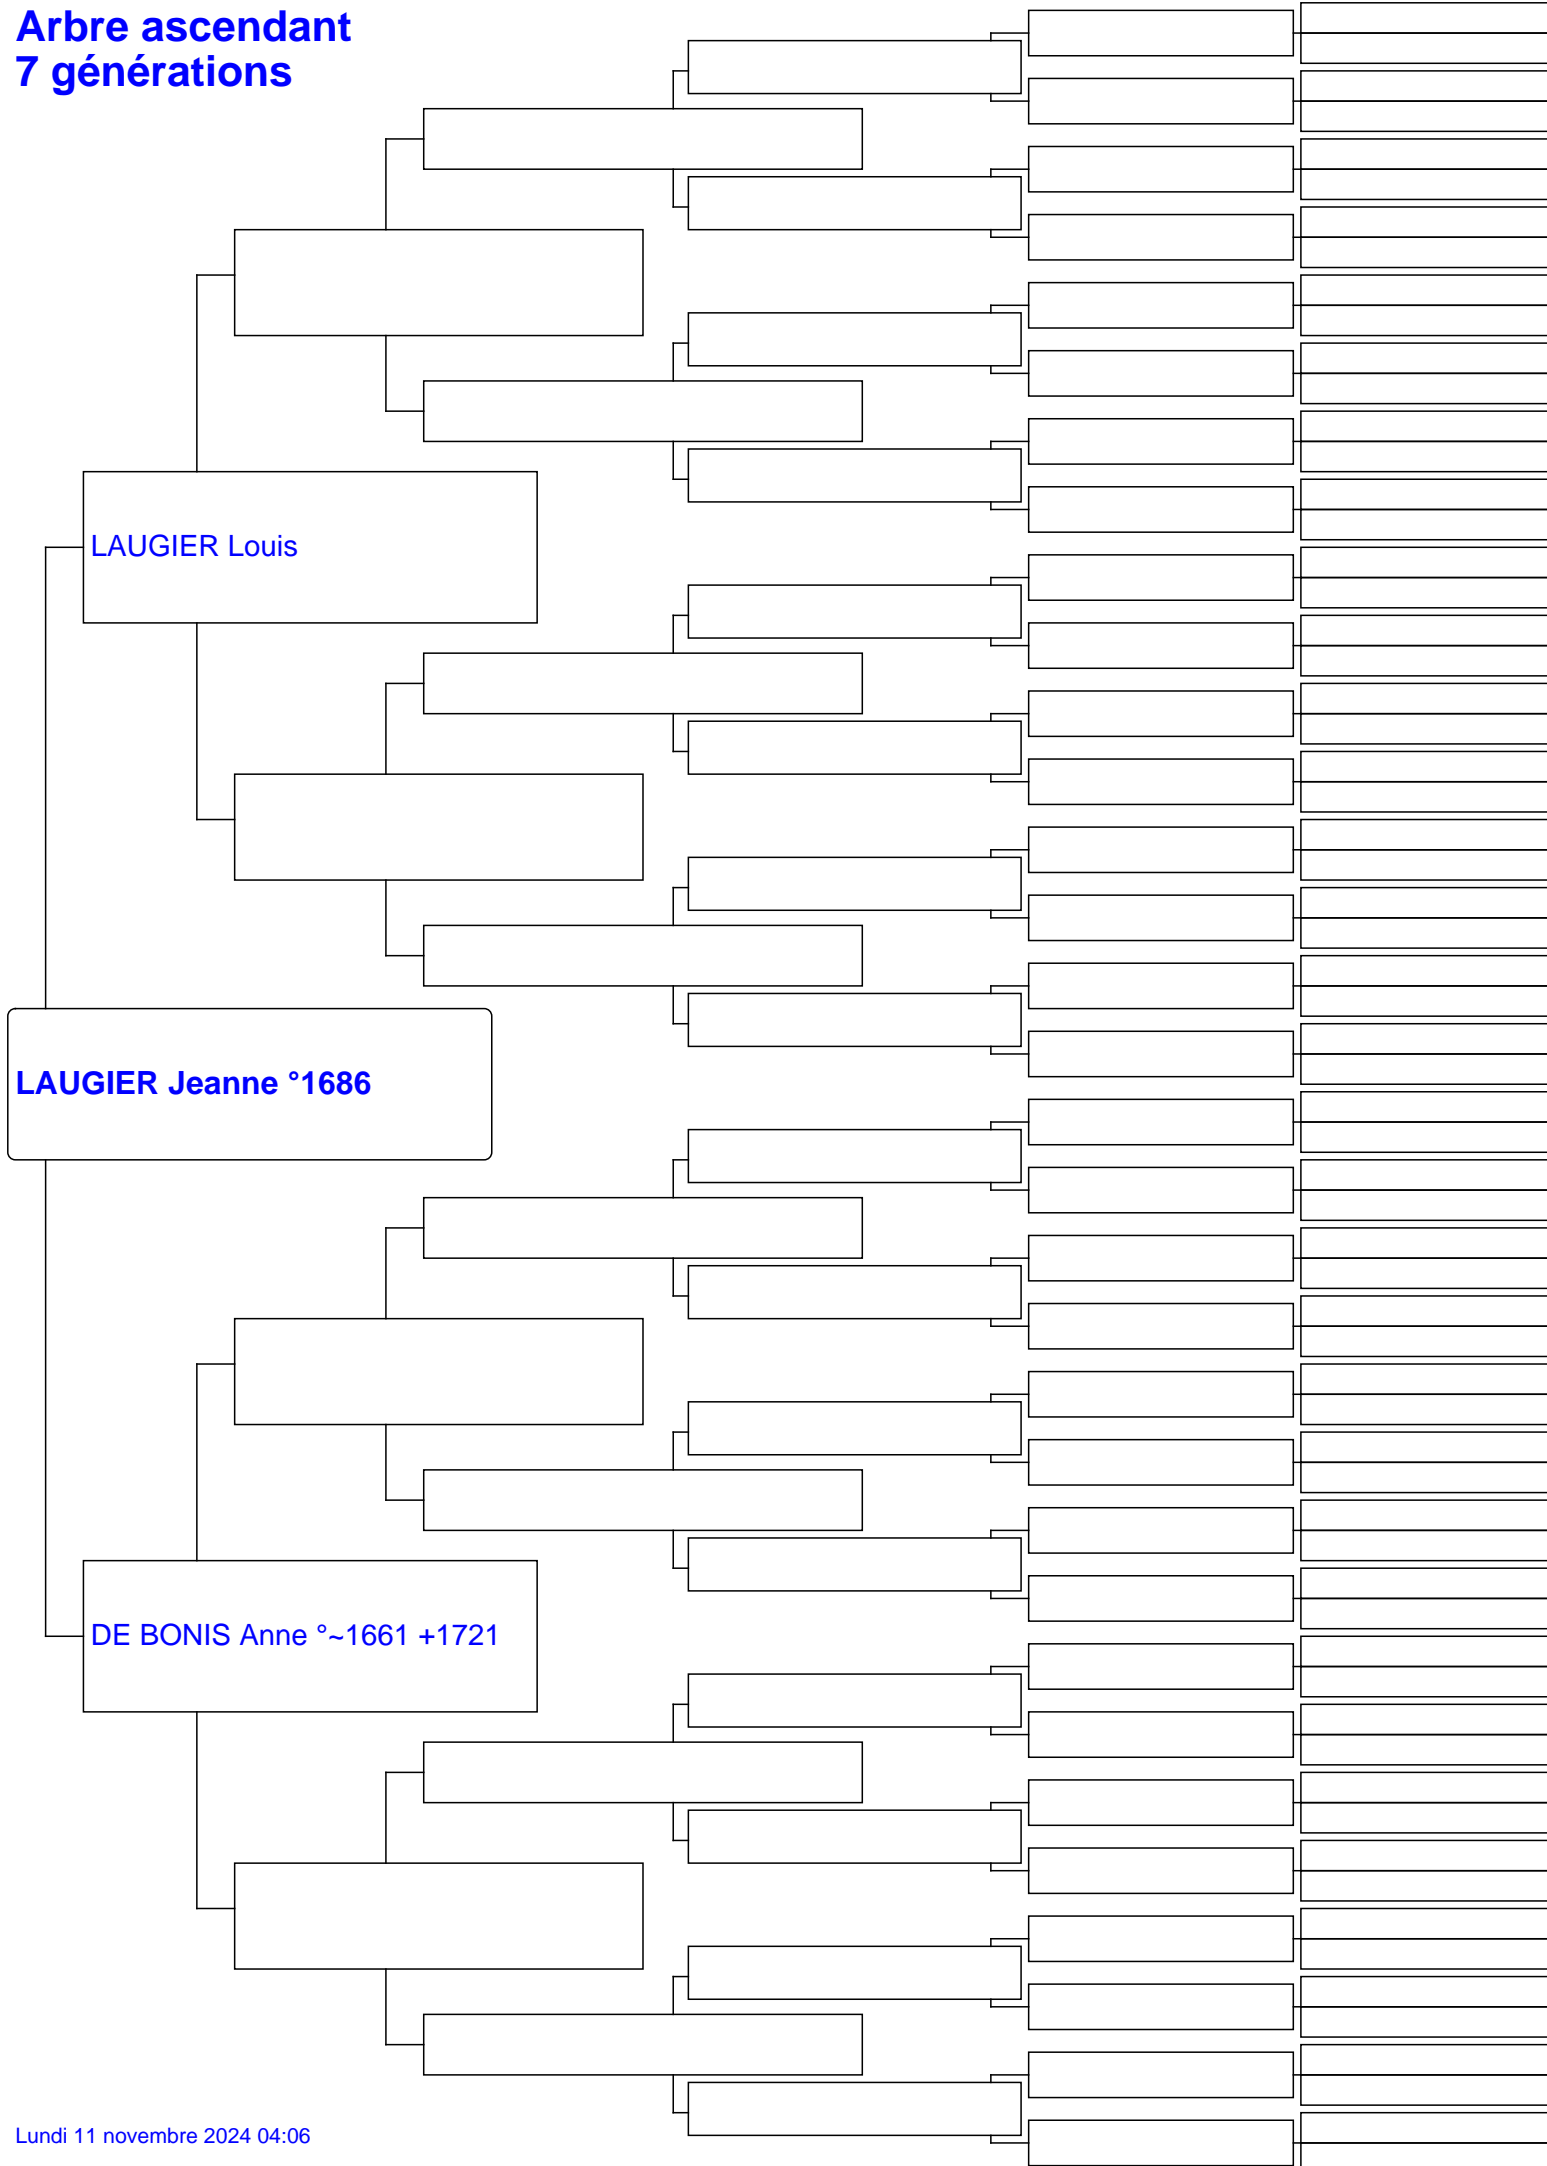 Arbre ascendant
7 générations
LAUGIER Louis
LAUGIER Jeanne °1686
DE BONIS Anne °~1661 +1721
Lundi 11 novembre 2024 04:06